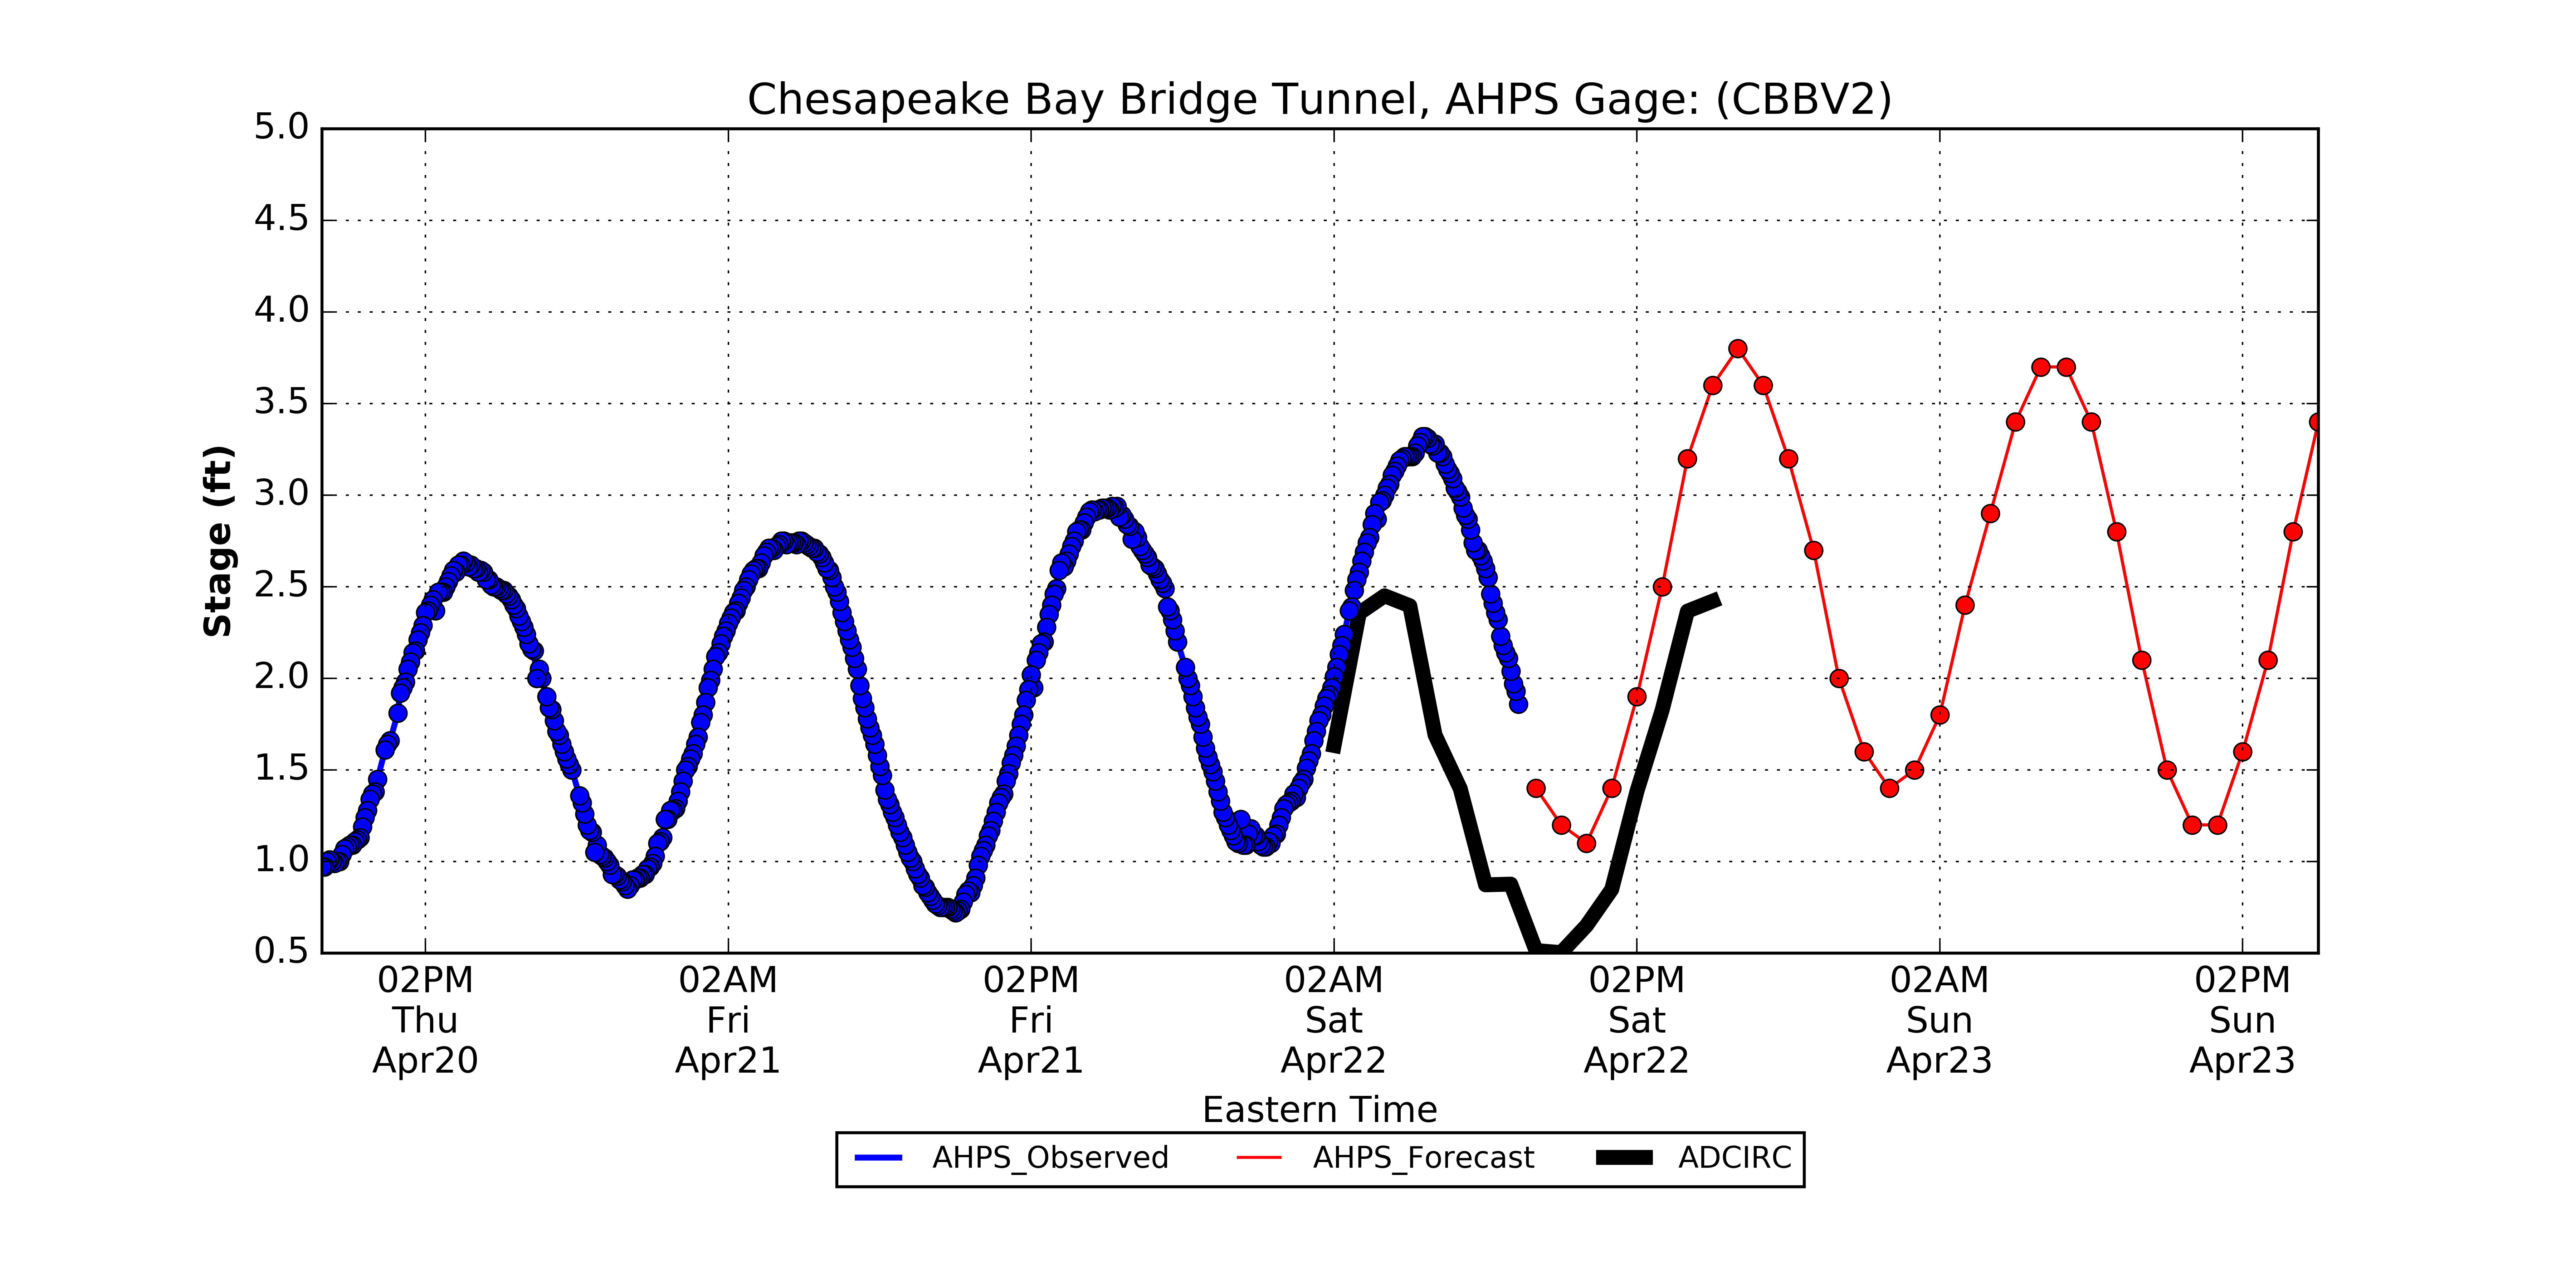 Chesapeake Bay Bridge Tunnel, AHPS Gage: (CBBV2)
5.0
4.5
4.0
3.5
3.0
2.5
2.0
1.5
1.0
0.5
Stage (ft)
02PM 02AM 02PM 02AM 02PM 02AM 02PM
Thu Fri Fri Sat Sat Sun Sun
Apr20 Apr21 Apr21 Apr22 Apr22 Apr23 Apr23
Eastern Time
AHPS_Observed AHPS_Forecast ADCIRC